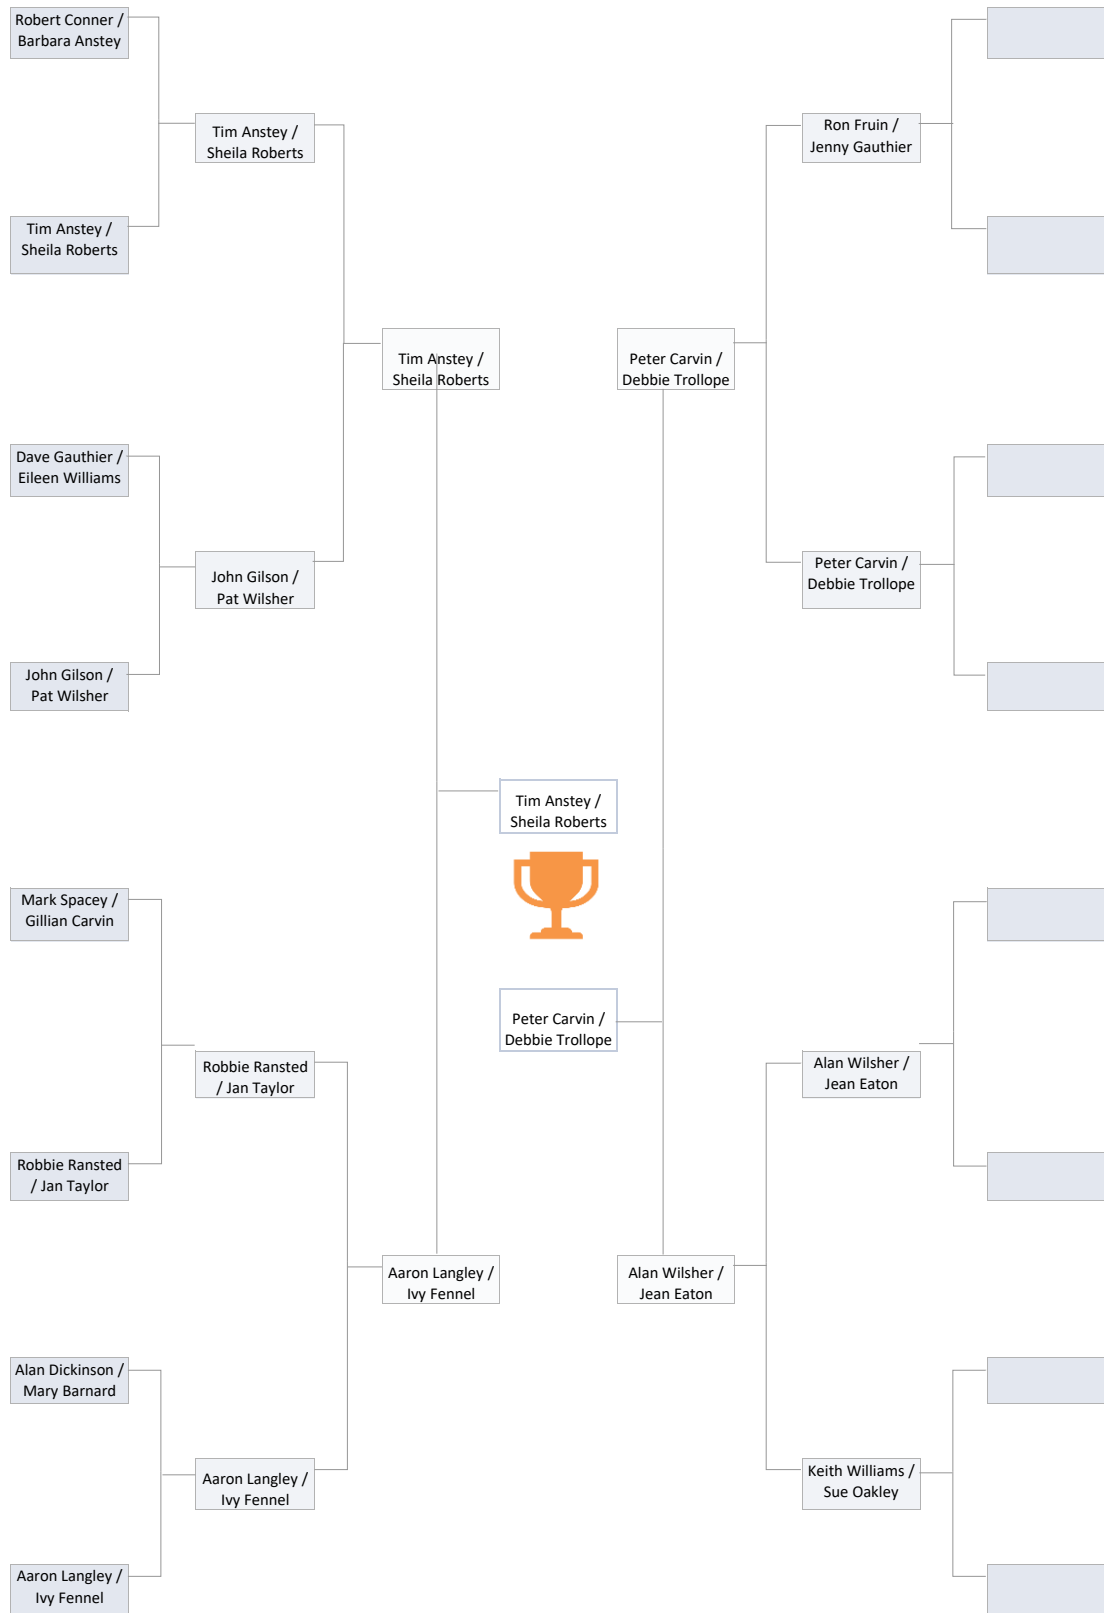 Robert Conner /
Barbara Anstey
Tim Anstey /
Sheila Roberts
Ron Fruin /
Jenny Gauthier
Tim Anstey /
Sheila Roberts
Tim Anstey /
Sheila Roberts
Peter Carvin /
Debbie Trollope
Dave Gauthier /
Eileen Williams
John Gilson /
Pat Wilsher
Peter Carvin /
Debbie Trollope
John Gilson /
Pat Wilsher
Tim Anstey /
Sheila Roberts
Mark Spacey /
Gillian Carvin
Peter Carvin /
Debbie Trollope
Robbie Ransted
/ Jan Taylor
Alan Wilsher /
Jean Eaton
Robbie Ransted
/ Jan Taylor
Aaron Langley /
Ivy Fennel
Alan Wilsher /
Jean Eaton
Alan Dickinson /
Mary Barnard
Aaron Langley /
Ivy Fennel
Keith Williams /
Sue Oakley
Aaron Langley /
Ivy Fennel